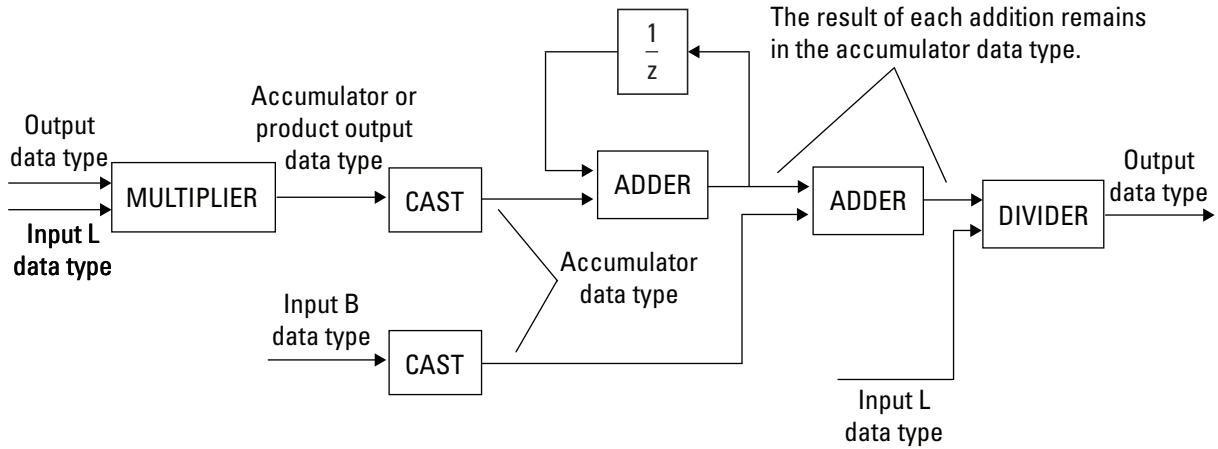 The result of each addition remains
in the accumulator data type.
1
z
Accumulator or
product output
data type
Output
data type
MULTIPLIER
Input L
data type
CAST
ADDER
ADDER
Output
data type
DIVIDER
Accumulator
data type
Input B
data type
CAST
Input L
data type